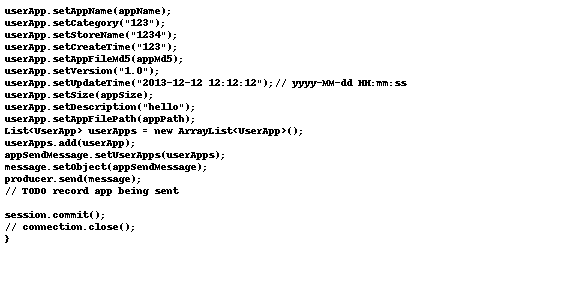 userApp.setAppName(appName);
userApp.setCategory("123");
userApp.setStoreName("1234");
userApp.setCreateTime("123");
userApp.setAppFileMd5(appMd5);
userApp.setVersion("1.0");
userApp.setUpdateTime("2013-12-12 12:12:12");// yyyy-MM-dd HH:mm:ss
userApp.setSize(appSize);
userApp.setDescription("hello");
userApp.setAppFilePath(appPath);
List<UserApp> userApps = new ArrayList<UserApp>();
userApps.add(userApp);
appSendMessage.setUserApps(userApps);
message.setObject(appSendMessage);
producer.send(message);
// TODO record app being sent
session.commit();
// connection.close();
}